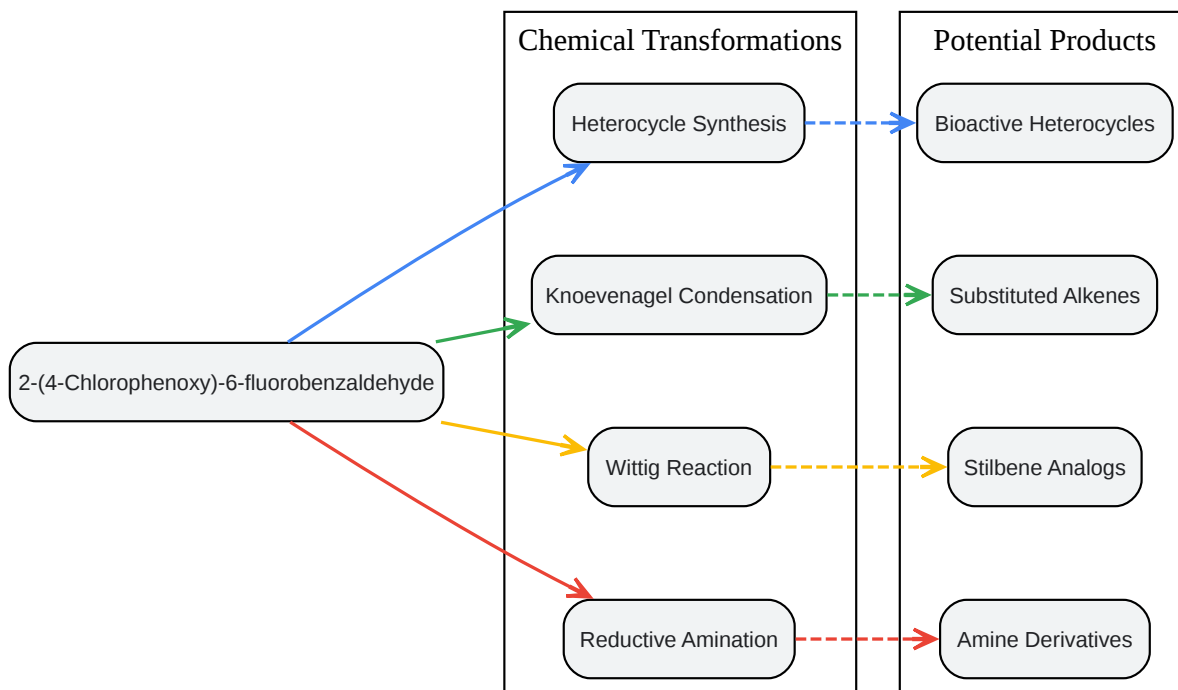 Chemical Transformations
Potential Products
Heterocycle Synthesis
Bioactive Heterocycles
Knoevenagel Condensation
Substituted Alkenes
2-(4-Chlorophenoxy)-6-fluorobenzaldehyde
Wittig Reaction
Stilbene Analogs
Reductive Amination
Amine Derivatives